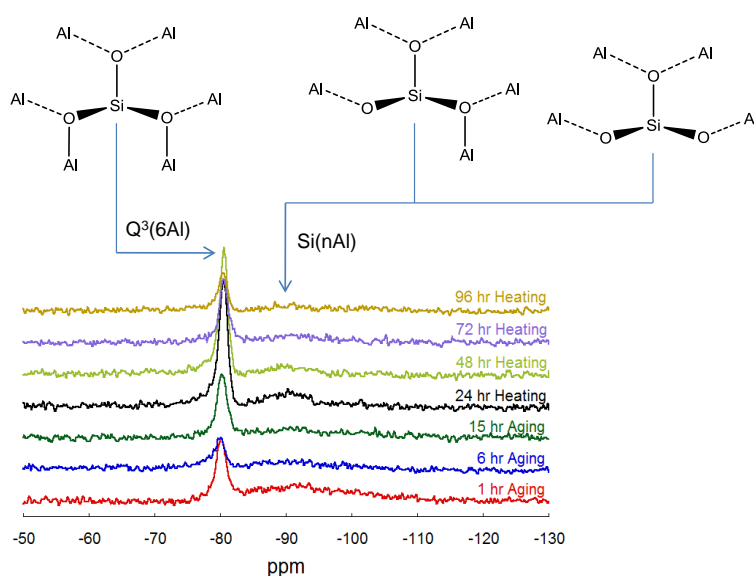 Al Al
O
Al Si Al
O O
Al Al
Al Al
O
Al Si Al
O O
Al
Al Al
O
Al Si A
O O
Q³(6Al)
Si(nAl)
96 hr Heating
72 hr Heating
48 hr Heating
24 hr Heating
15 hr Aging
6 hr Aging
1 hr Aging
-50 -60 -70 -80 -90 -100 -110 -120 -130
ppm